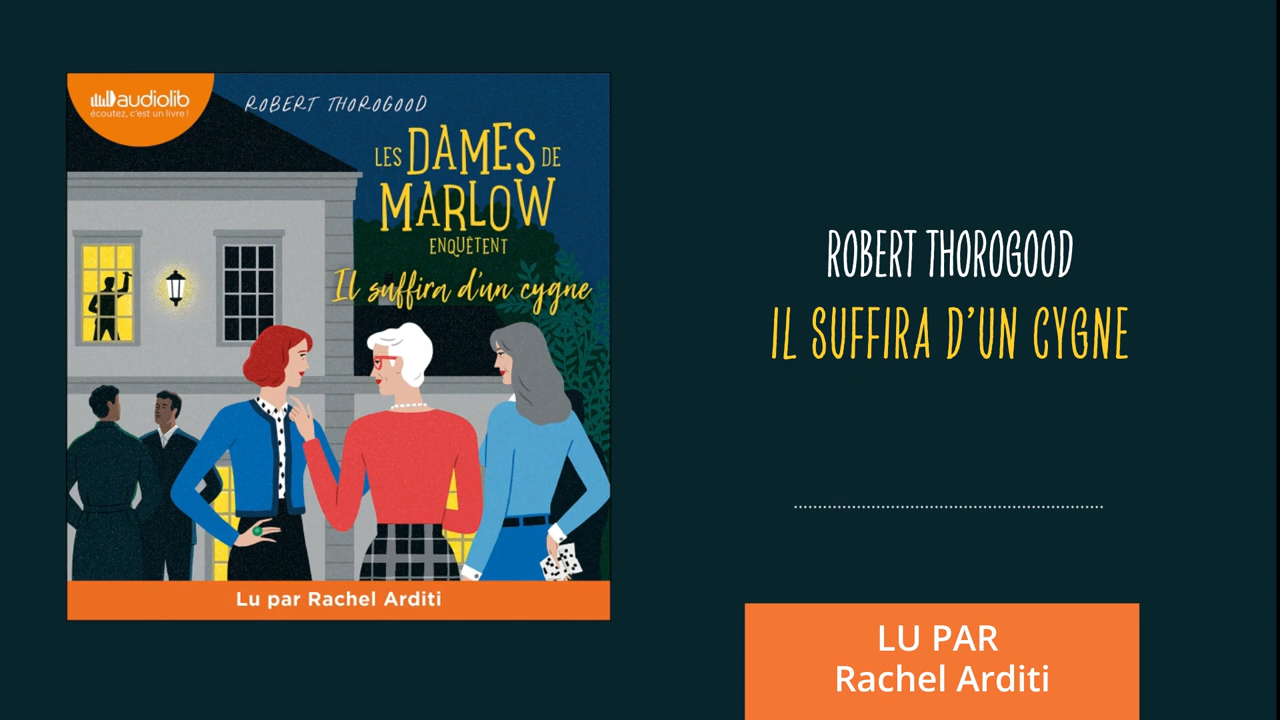 audiolib
écoutez, c'est un livre !
ROBERT THOROGOOD
LES DAMES DE
MARLOW
ENQUÊTENT
Il suffira d'un cygne
Lu par Rachel Arditi
ROBERT THOROGOOD
IL SUFFIRA D'UN CYGNE
LU PAR
Rachel Arditi